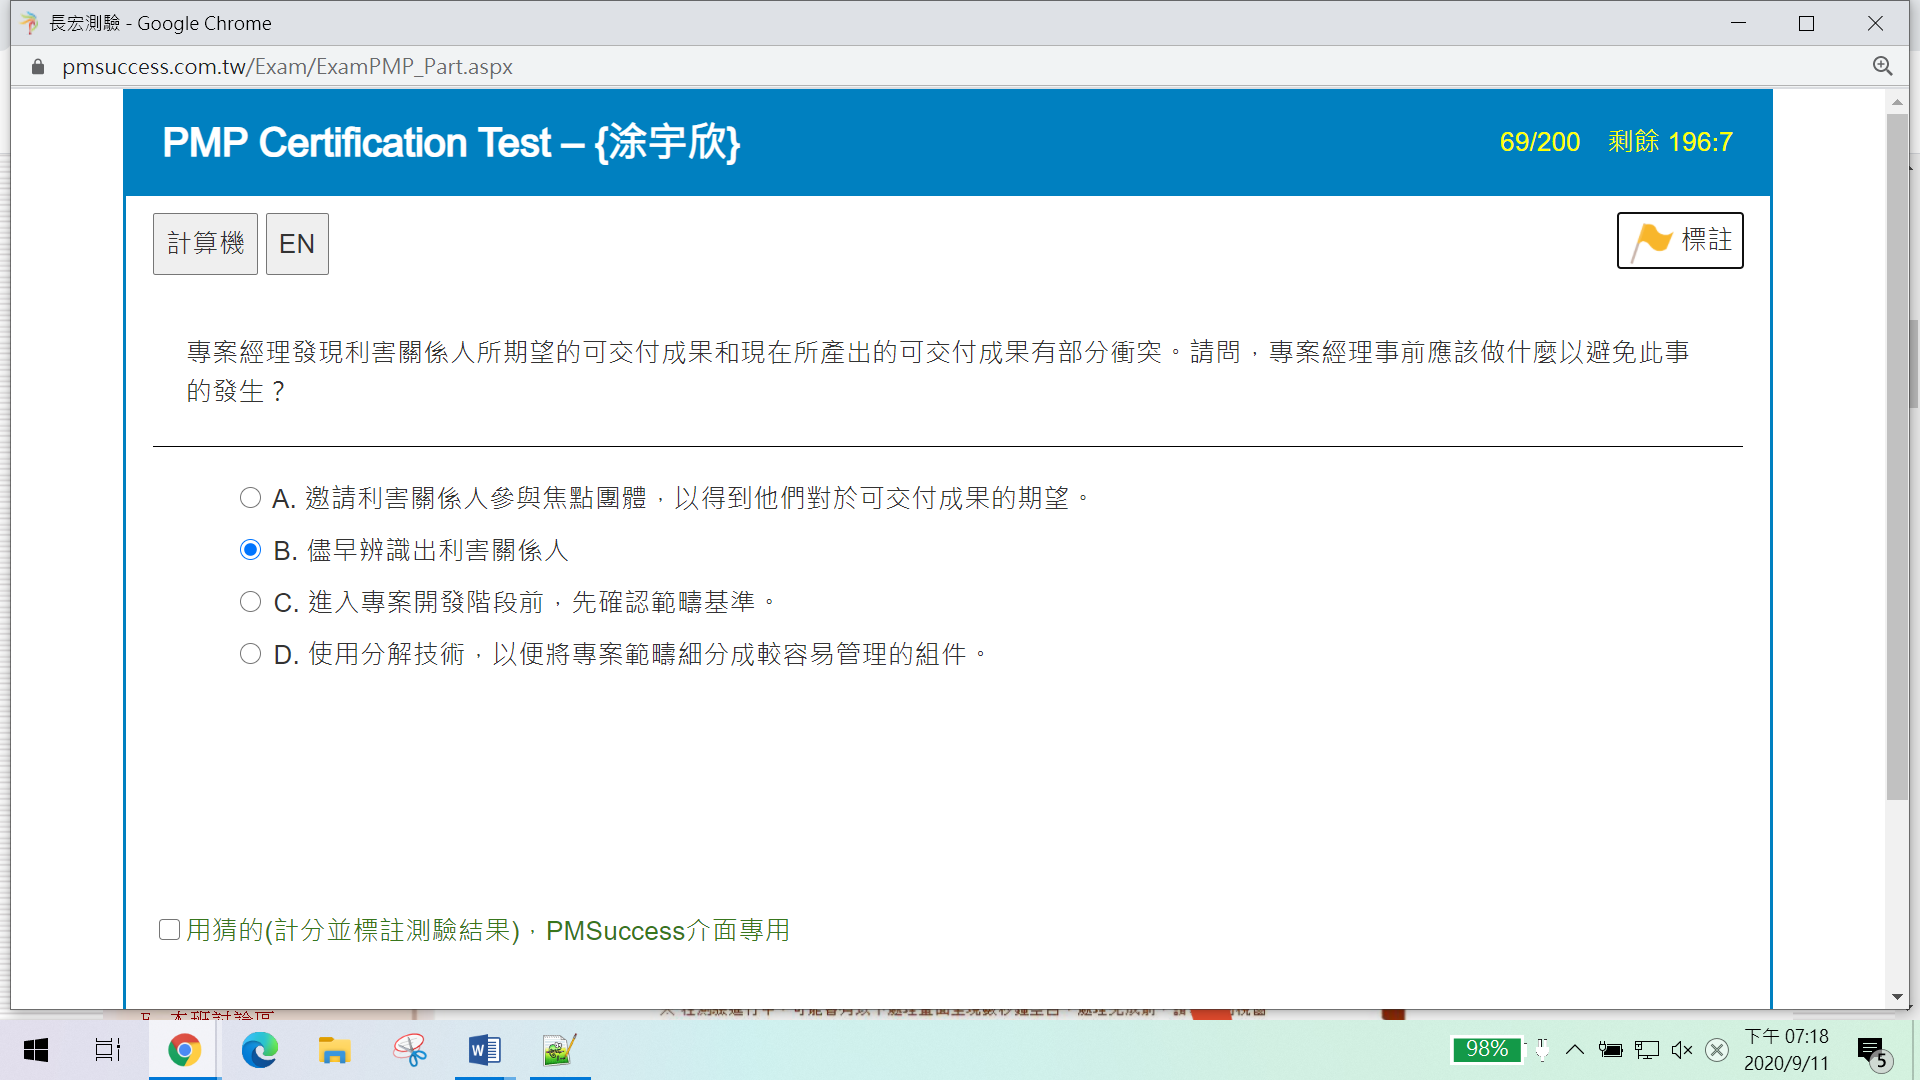 長宏測驗 - Google Chrome
pmsuccess.com.tw/Exam/ExamPMP_Part.aspx
PMP Certification Test – {涂宇欣}
69/200 剩餘 196:7
計算機 EN
標註
專案經理發現利害關係人所期望的可交付成果和現在所產出的可交付成果有部分衝突。請問，專案經理事前應該做什麼以避免此事
的發生？
A. 邀請利害關係人參與焦點團體，以得到他們對於可交付成果的期望。
B. 儘早辨識出利害關係人
C. 進入專案開發階段前，先確認範疇基準。
D. 使用分解技術，以便將專案範疇細分成較容易管理的組件。
用猜的(計分並標註測驗結果)，PMSuccess介面專用
98%
下午 07:18
2020/9/11
5